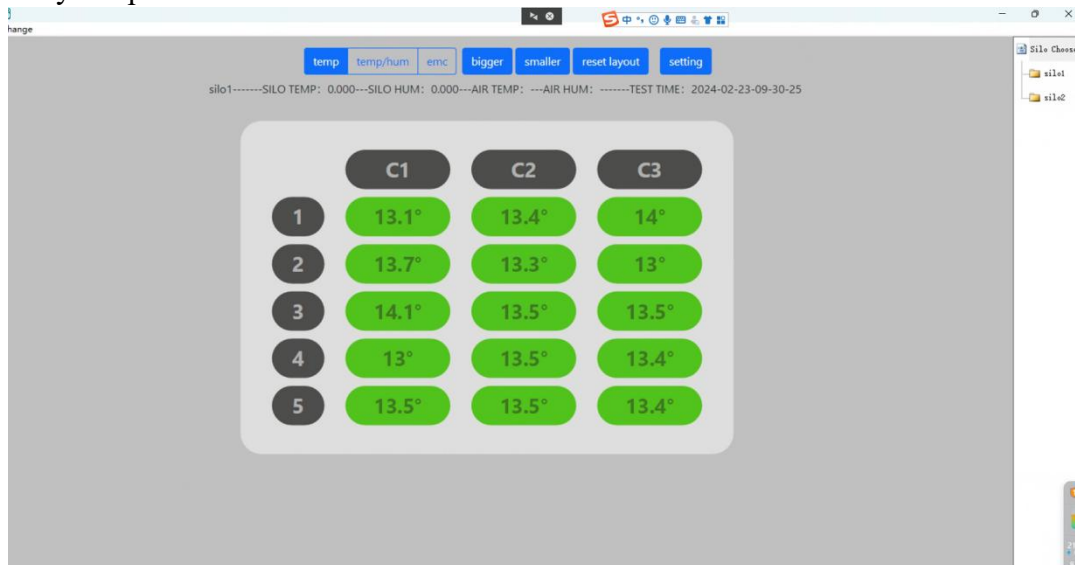 hange
中
temp temp/hum emc bigger smaller reset layout setting
silo1-------SILO TEMP: 0.000---SILO HUM: 0.000---AIR TEMP: ---AIR HUM: -------TEST TIME: 2024-02-23-09-30-25
Silo Choose
silo1
silo2
C1 C2 C3
1 13.1° 13.4° 14°
2 13.7° 13.3° 13°
3 14.1° 13.5° 13.5°
4 13° 13.5° 13.4°
5 13.5° 13.5° 13.4°